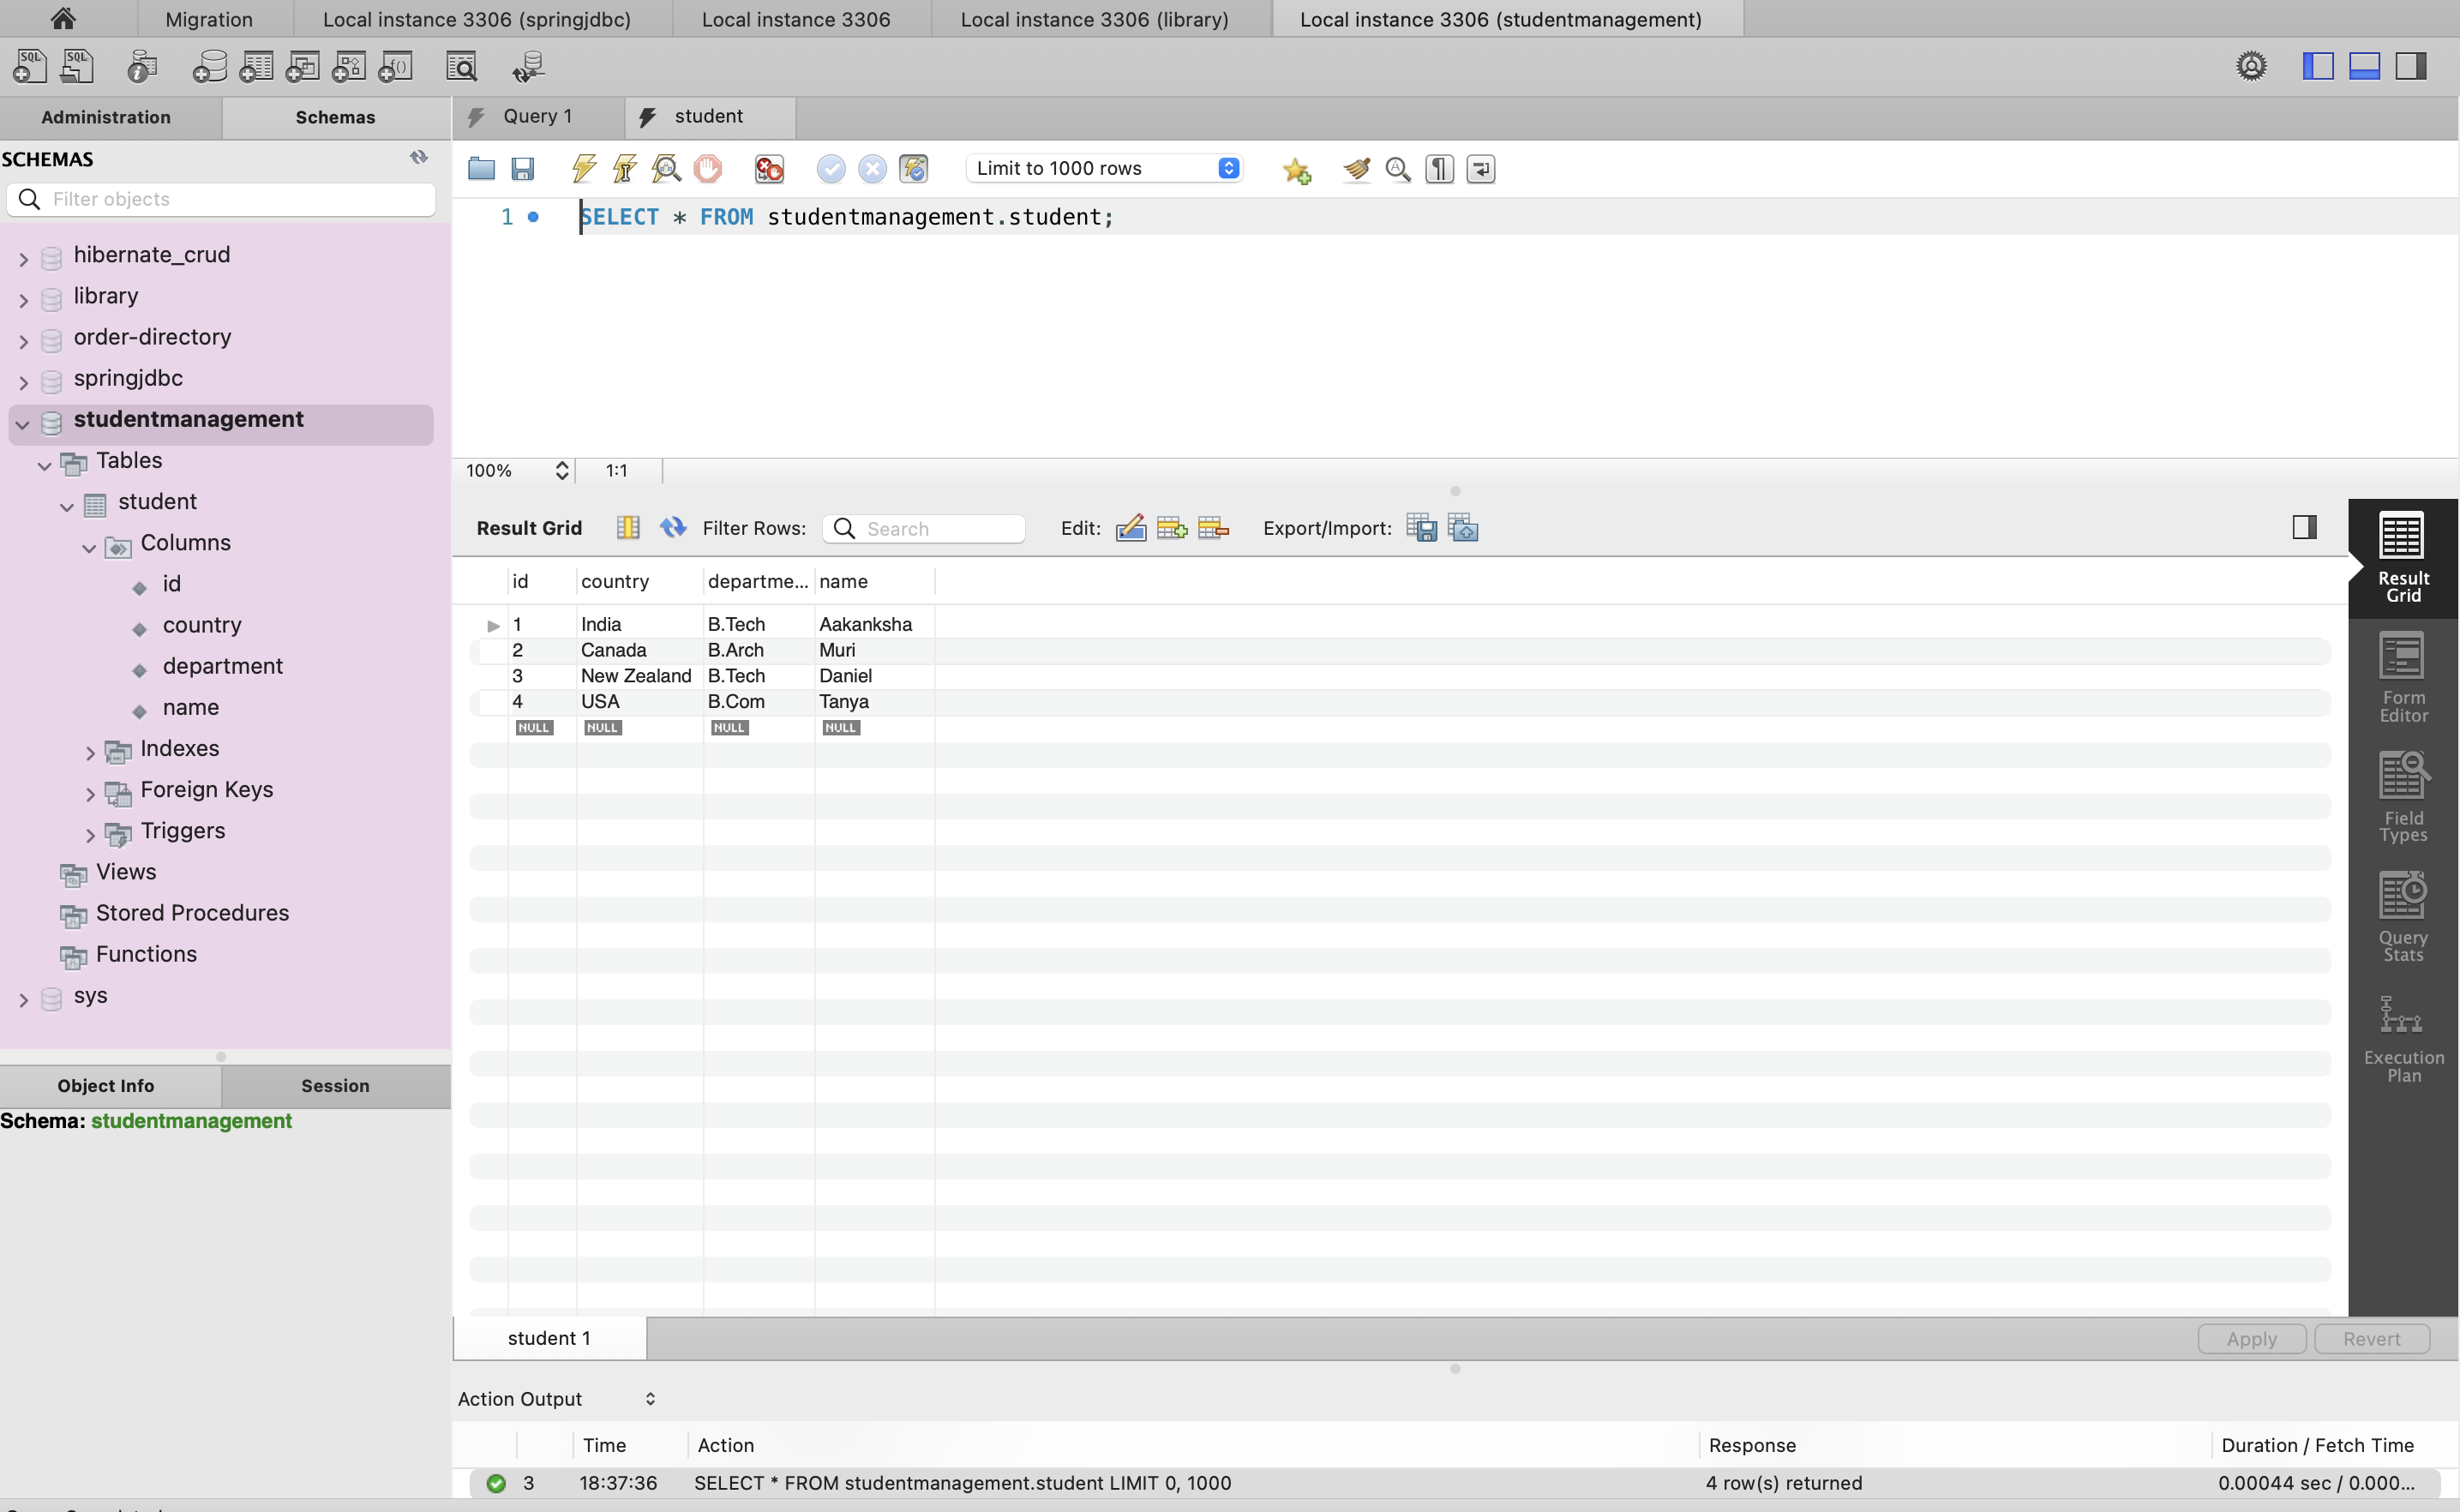 Migration Local instance 3306 (springjdbc) Local instance 3306 Local instance 3306 (library) Local instance 3306 (studentmanagement)
SQL SQL
Administration Schemas
SCHEMAS
Filter objects
hibernate_crud
library
order-directory
springjdbc
studentmanagement
Tables
student
Columns
id
country
department
name
Indexes
Foreign Keys
Triggers
Views
Stored Procedures
Functions
sys
Object Info Session
Schema: studentmanagement
Query 1 student
Limit to 1000 rows
1 SELECT * FROM studentmanagement.student;
100% 1:1
Result Grid Filter Rows: Search Edit: Export/Import:
id country departme... name
1 India B.Tech Aakanksha
2 Canada B.Arch Muri
3 New Zealand B.Tech Daniel
4 USA B.Com Tanya
NULL NULL NULL NULL
Result
Grid
Form
Editor
Field
Types
Query
Stats
Execution
Plan
student 1 Apply Revert
Action Output
Time Action Response Duration / Fetch Time
3 18:37:36 SELECT * FROM studentmanagement.student LIMIT 0, 1000 4 row(s) returned 0.00044 sec / 0.000...